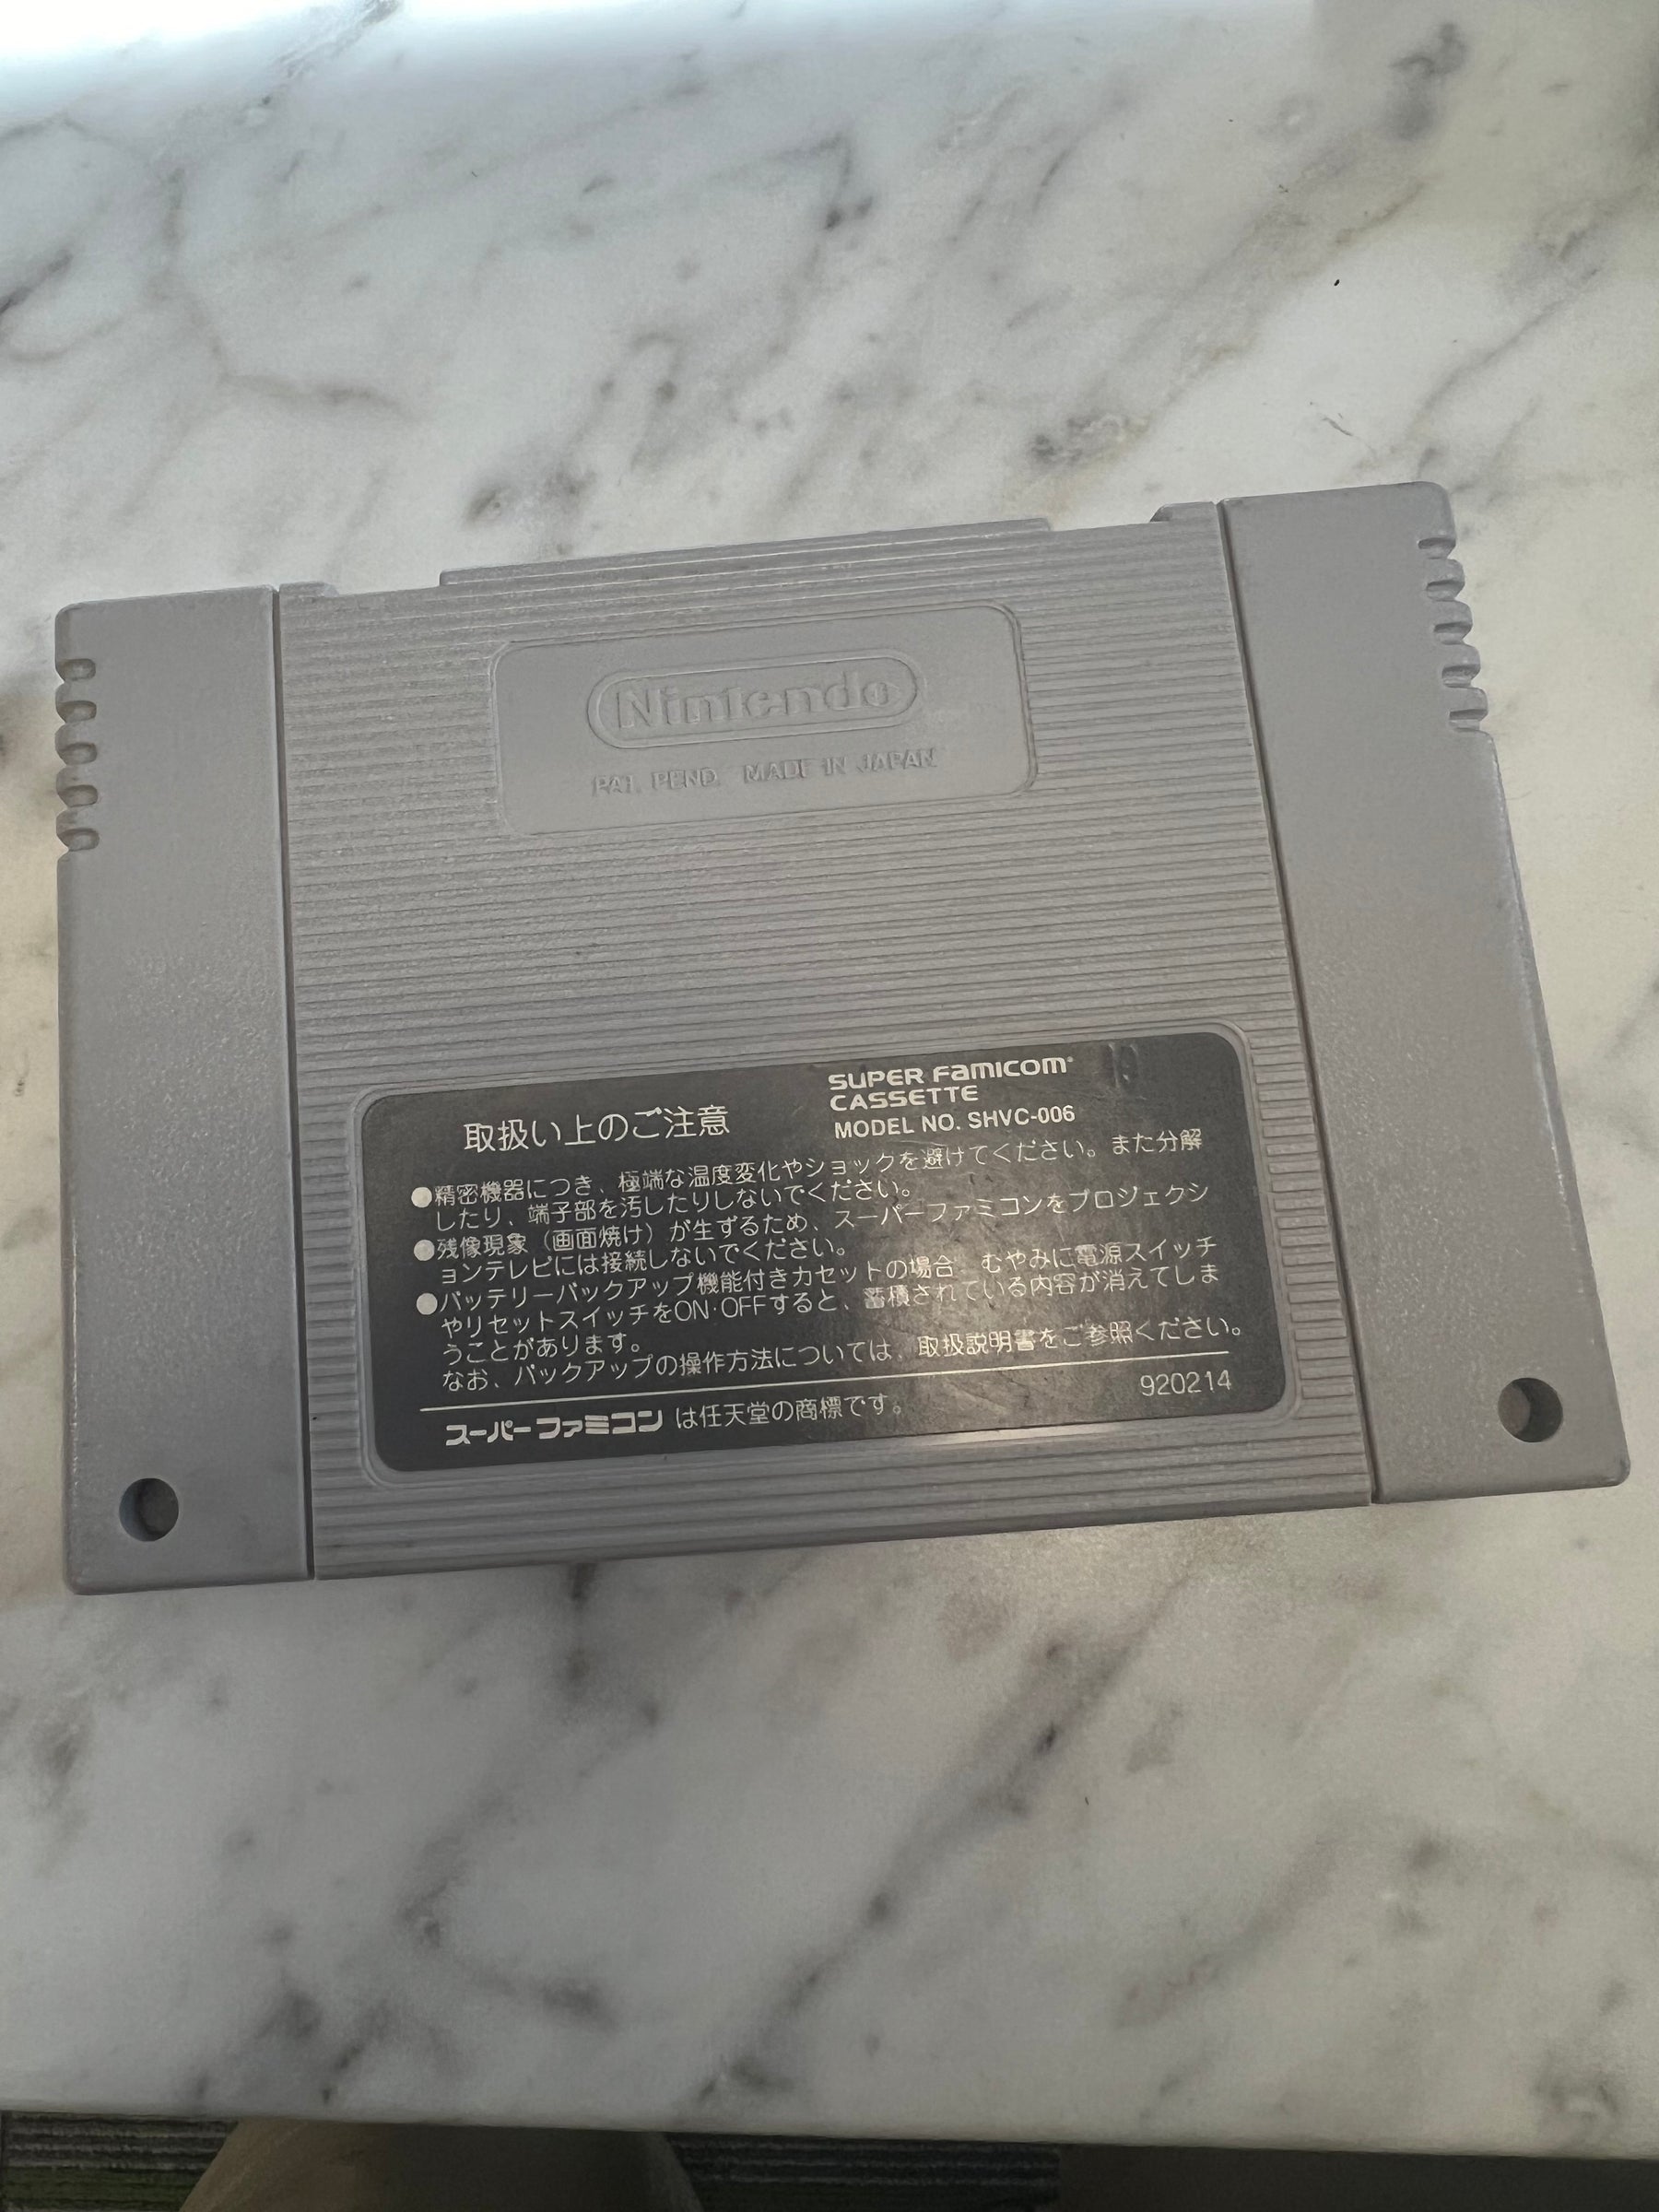 Nintendo
PAT. PEND. MADE IN JAPAN
取扱い上のご注意
SUPER FAMICOM
CASSETTE
MODEL NO. SHVC-006
●精密機器につき、極端な温度変化やショックを避けてください。また分解
したり、端子部を汚したりしないでください。
●残像現象（画面焼け）が生ずるため、スーパーファミコンをプロジェクシ
ョンテレビには接続しないでください。
●バッテリーバックアップ機能付きカセットの場合、むやみに電源スイッチ
やリセットスイッチをON·OFFすると、蓄積されている内容が消えてしま
うことがあります。
なお、バックアップの操作方法については、取扱説明書をご参照ください。
スーパーファミコン は任天堂の商標です。
920214